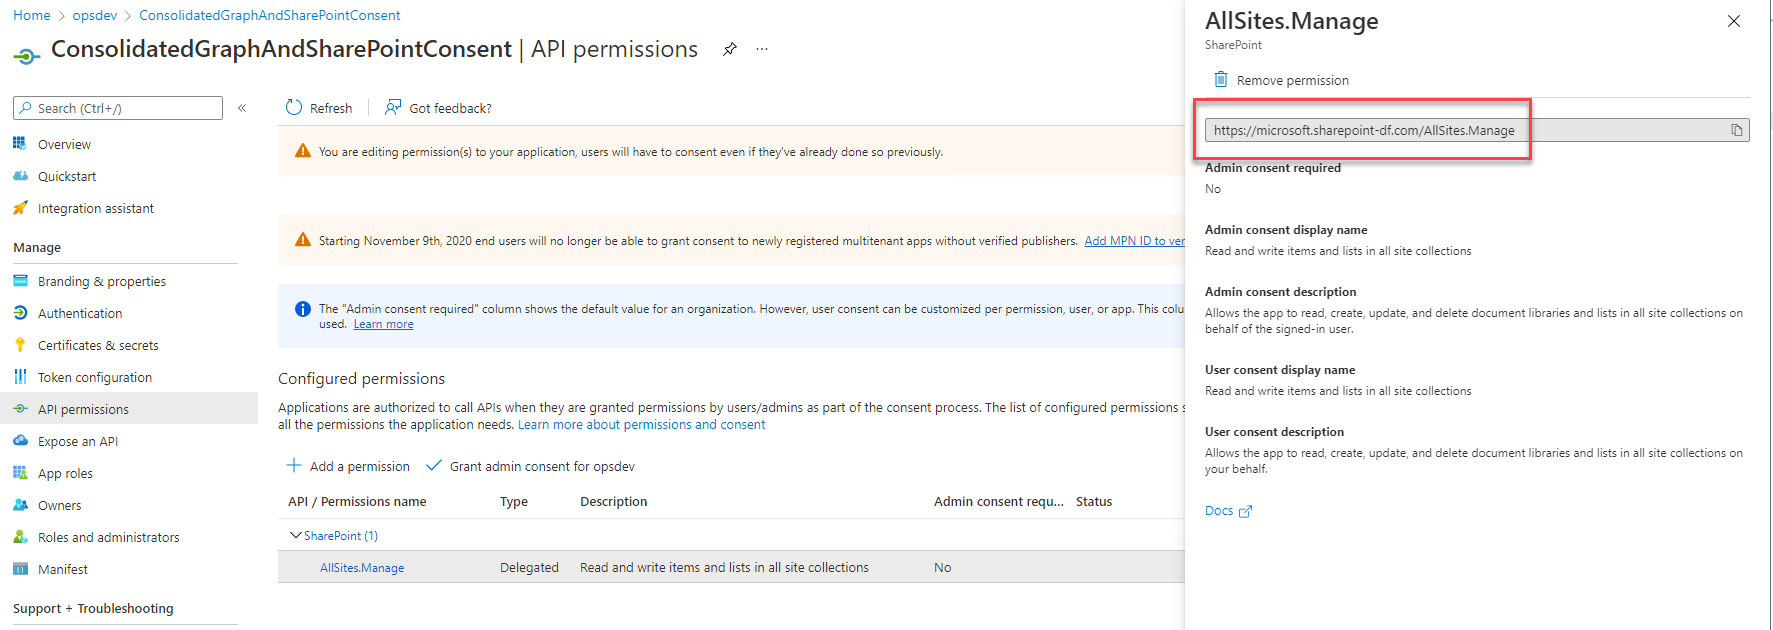 Home > opsdev > ConsolidatedGraphAndSharePointConsent
ConsolidatedGraphAndSharePointConsent | API permissions
Search (Ctrl+/)
Overview
Quickstart
Integration assistant
Manage
Branding & properties
Authentication
Certificates & secrets
Token configuration
API permissions
Expose an API
App roles
Owners
Roles and administrators
Manifest
Support + Troubleshooting
Refresh
Got feedback?
You are editing permission(s) to your application, users will have to consent even if they've already done so previously.
Starting November 9th, 2020 end users will no longer be able to grant consent to newly registered multitenant apps without verified publishers. Add MPN ID to ver
The "Admin consent required" column shows the default value for an organization. However, user consent can be customized per permission, user, or app. This colu
used. Learn more
Configured permissions
Applications are authorized to call APIs when they are granted permissions by users/admins as part of the consent process. The list of configured permissions s
all the permissions the application needs. Learn more about permissions and consent
Add a permission
Grant admin consent for opsdev
API / Permissions name Type Description Admin consent requ... Status
SharePoint (1)
AllSites.Manage Delegated Read and write items and lists in all site collections No
AllSites.Manage
SharePoint
Remove permission
https://microsoft.sharepoint-df.com/AllSites.Manage
Admin consent required
No
Admin consent display name
Read and write items and lists in all site collections
Admin consent description
Allows the app to read, create, update, and delete document libraries and lists in all site collections on
behalf of the signed-in user.
User consent display name
Read and write items and lists in all site collections
User consent description
Allows the app to read, create, update, and delete document libraries and lists in all site collections on
your behalf.
Docs